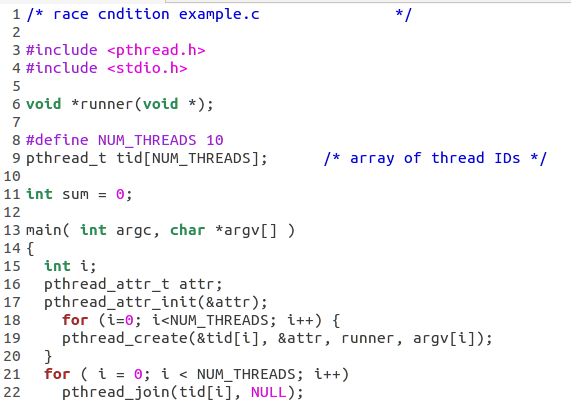 1 /* race cndition example.c */
2
3 #include <pthread.h>
4 #include <stdio.h>
5
6 void *runner(void *);
7
8 #define NUM_THREADS 10
9 pthread_t tid[NUM_THREADS]; /* array of thread IDs */
10
11 int sum = 0;
12
13 main( int argc, char *argv[] )
14 {
15 int i;
16 pthread_attr_t attr;
17 pthread_attr_init(&attr);
18 for (i=0; i<NUM_THREADS; i++) {
19 pthread_create(&tid[i], &attr, runner, argv[i]);
20 }
21 for ( i = 0; i < NUM_THREADS; i++)
22 pthread_join(tid[i], NULL);